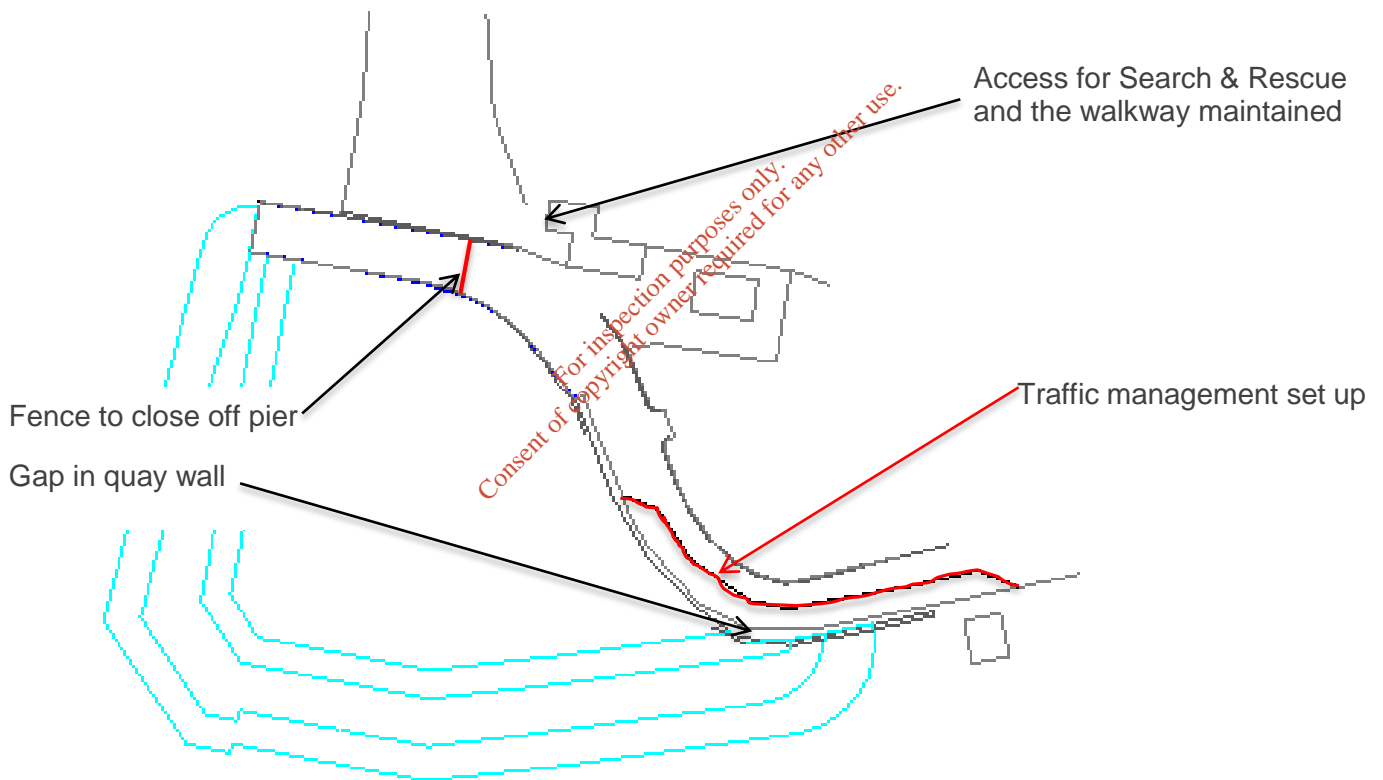 Access for Search & Rescue
and the walkway maintained
For inspection purposes only.
Consent of copyright owner required for any other use.
Traffic management set up
Fence to close off pier
Gap in quay wall